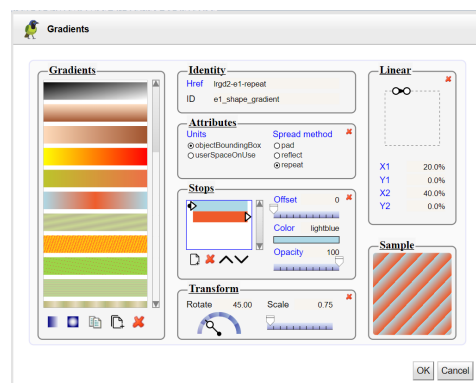 Gradients
Gradients
Identity
Href lrgd2-e1-repeat
ID e1_shape_gradient
Attributes
Units
objectBoundingBox
userSpaceOnUse
Spread method
pad
reflect
repeat
Stops
Offset 0
Color lightblue
Opacity 100
Transform
Rotate 45.00 Scale 0.75
Linear
X1 20.0%
Y1 0.0%
X2 40.0%
Y2 0.0%
Sample
OK Cancel